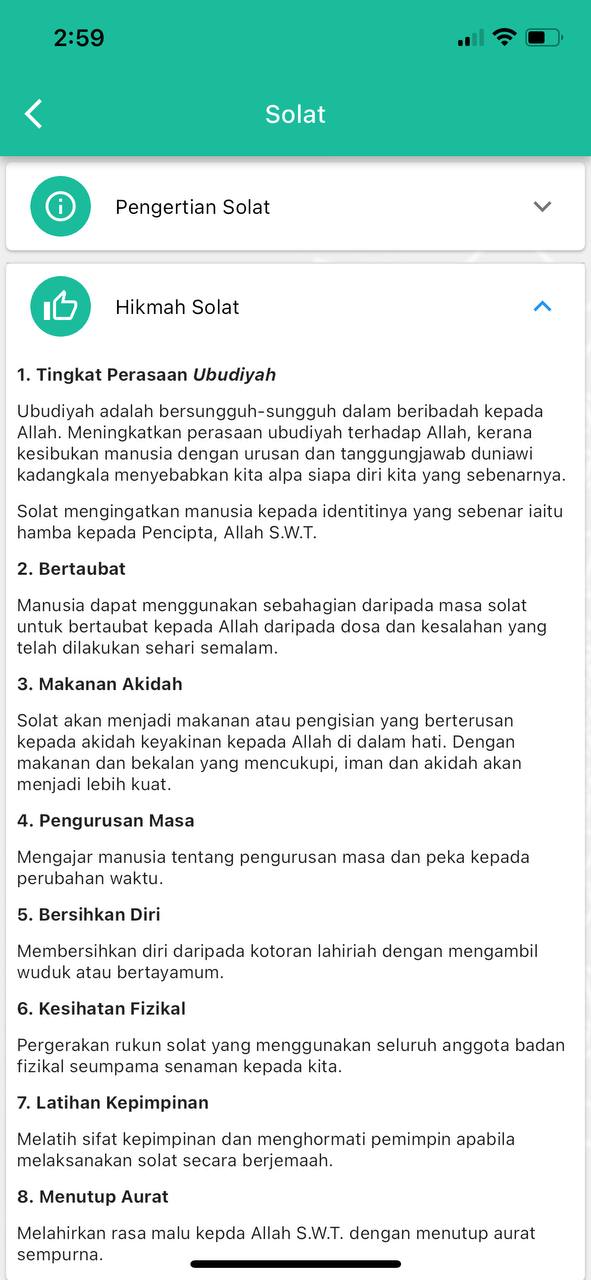 2:59
Solat
Pengertian Solat
Hikmah Solat
1. Tingkat Perasaan Ubudiyah
Ubudiyah adalah bersungguh-sungguh dalam beribadah kepada
Allah. Meningkatkan perasaan ubudiyah terhadap Allah, kerana
kesibukan manusia dengan urusan dan tanggungjawab duniawi
kadangkala menyebabkan kita alpa siapa diri kita yang sebenarnya.
Solat mengingatkan manusia kepada identitinya yang sebenar iaitu
hamba kepada Pencipta, Allah S.W.T.
2. Bertaubat
Manusia dapat menggunakan sebahagian daripada masa solat
untuk bertaubat kepada Allah daripada dosa dan kesalahan yang
telah dilakukan sehari semalam.
3. Makanan Akidah
Solat akan menjadi makanan atau pengisian yang berterusan
kepada akidah keyakinan kepada Allah di dalam hati. Dengan
makanan dan bekalan yang mencukupi, iman dan akidah akan
menjadi lebih kuat.
4. Pengurusan Masa
Mengajar manusia tentang pengurusan masa dan peka kepada
perubahan waktu.
5. Bersihkan Diri
Membersihkan diri daripada kotoran lahiriah dengan mengambil
wuduk atau bertayamum.
6. Kesihatan Fizikal
Pergerakan rukun solat yang menggunakan seluruh anggota badan
fizikal seumpama senaman kepada kita.
7. Latihan Kepimpinan
Melatih sifat kepimpinan dan menghormati pemimpin apabila
melaksanakan solat secara berjemaah.
8. Menutup Aurat
Melahirkan rasa malu kepda Allah S.W.T. dengan menutup aurat
sempurna.